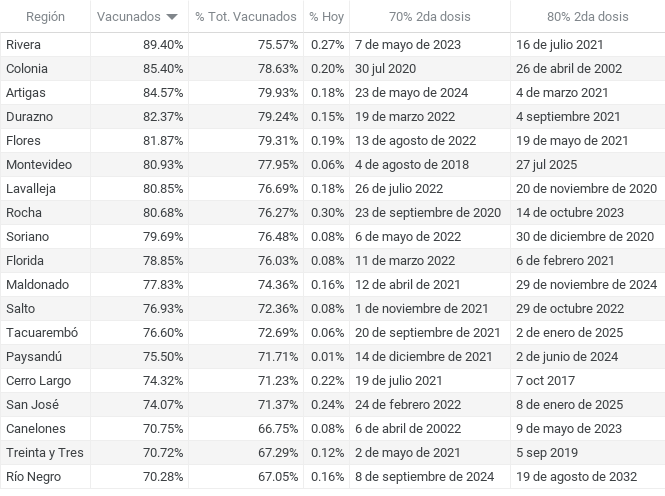 Región Vacunados % Tot. Vacunados % Hoy 70% 2da dosis 80% 2da dosis
Rivera 89.40% 75.57% 0.27% 7 de mayo de 2023 16 de julio 2021
Colonia 85.40% 78.63% 0.20% 30 jul 2020 26 de abril de 2002
Artigas 84.57% 79.93% 0.18% 23 de mayo de 2024 4 de marzo 2021
Durazno 82.37% 79.24% 0.15% 19 de marzo 2022 4 septiembre 2021
Flores 81.87% 79.31% 0.19% 13 de agosto de 2022 19 de mayo de 2021
Montevideo 80.93% 77.95% 0.06% 4 de agosto de 2018 27 jul 2025
Lavalleja 80.85% 76.69% 0.18% 26 de julio 2022 20 de noviembre de 2020
Rocha 80.68% 76.27% 0.30% 23 de septiembre de 2020 14 de octubre 2023
Soriano 79.69% 76.48% 0.08% 6 de mayo de 2022 30 de diciembre de 2020
Florida 78.85% 76.03% 0.08% 11 de marzo 2022 6 de febrero 2021
Maldonado 77.83% 74.36% 0.16% 12 de abril de 2021 29 de noviembre de 2024
Salto 76.93% 72.36% 0.08% 1 de noviembre de 2021 29 de octubre 2022
Tacuarembó 76.60% 72.69% 0.06% 20 de septiembre de 2021 2 de enero de 2025
Paysandú 75.50% 71.71% 0.01% 14 de diciembre de 2021 2 de junio de 2024
Cerro Largo 74.32% 71.23% 0.22% 19 de julio 2021 7 oct 2017
San José 74.07% 71.37% 0.24% 24 de febrero 2022 8 de enero de 2025
Canelones 70.75% 66.75% 0.08% 6 de abril de 20022 9 de mayo de 2023
Treinta y Tres 70.72% 67.29% 0.12% 2 de mayo de 2021 5 sep 2019
Río Negro 70.28% 67.05% 0.16% 8 de septiembre de 2024 19 de agosto de 2032